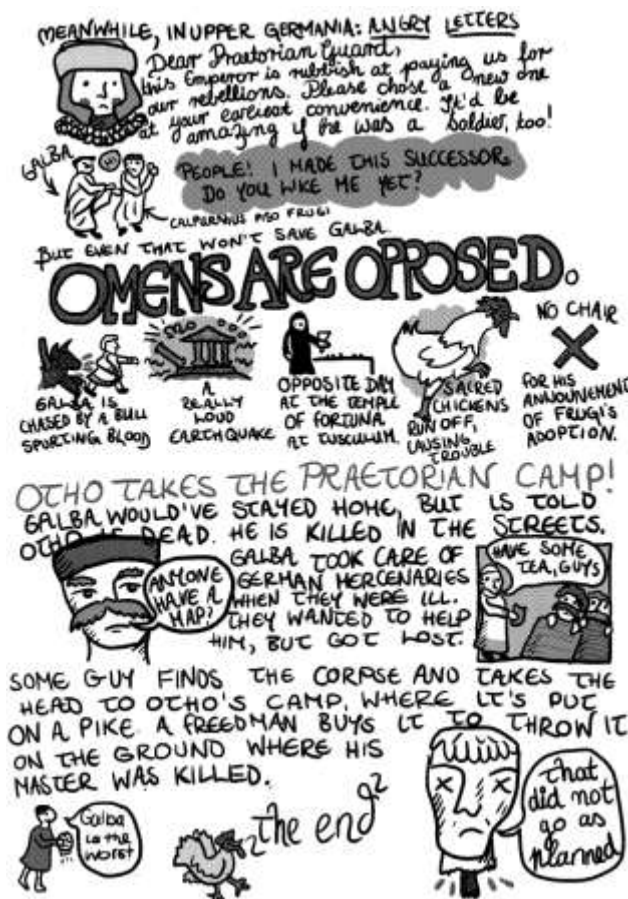 MEANWHILE, IN UPPER GERMANIA: ANGRY LETTERS
Dear Praetorian Guard,
this Emperor is rubbish at paying us for
our rebellions. Please chose a new one
at your earliest convenience. It'd be
amazing if he was a soldier, too!
GALBA
PEOPLE! I MADE THIS SUCCESSOR.
DO YOU LIKE ME YET?
CALPURNIUS PISO FRUGI
BUT EVEN THAT WON'T SAVE GALBA.
OMENS ARE OPPOSED.
GALBA IS
CHASED BY A BULL
SPURTING BLOOD
A
REALLY
LOUD
EARTHQUAKE
OPPOSITE DAY
AT THE TEMPLE
OF FORTUNA
AT TUSCULUM.
SACRED
CHICKENS
RUN OFF,
CAUSING
TROUBLE
NO CHAIR
FOR HIS
ANNOUNCEMENT
OF FRUGI'S
ADOPTION.
OTHO TAKES THE PRAETORIAN CAMP!
GALBA WOULD'VE STAYED HOME, BUT IS TOLD
OTHO IS DEAD. HE IS KILLED IN THE STREETS.
ANYONE
HAVE A
MAP?
GALBA TOOK CARE OF
GERMAN MERCENARIES
WHEN THEY WERE ILL.
THEY WANTED TO HELP
HIM, BUT GOT LOST.
HAVE SOME
TEA, GUYS
SOME GUY FINDS THE CORPSE AND TAKES THE
HEAD TO OTHO'S CAMP, WHERE IT'S PUT
ON A PIKE. A FREEDMAN BUYS IT TO THROW IT
ON THE GROUND WHERE HIS
MASTER WAS KILLED.
Galba
is the
worst
the end
that
did not
go as
planned